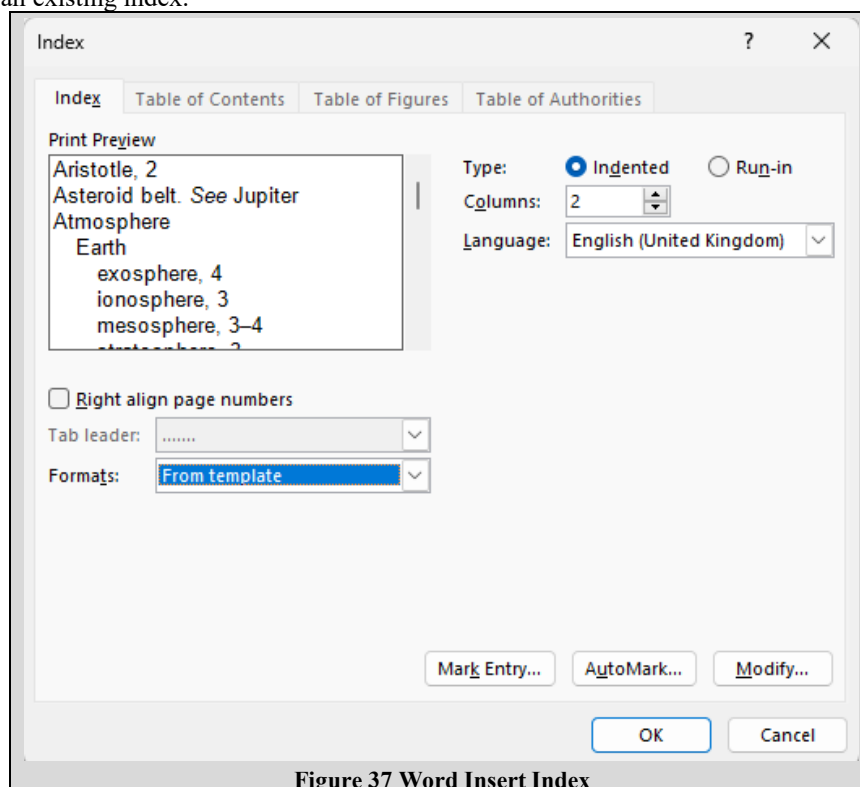 an existing index.
Index ? ×
Index Table of Contents Table of Figures Table of Authorities
Print Preview
Aristotle, 2
Asteroid belt. See Jupiter
Atmosphere
Earth
exosphere, 4
ionosphere, 3
mesosphere, 3–4
Type: Indented Run-in
Columns: 2
Language: English (United Kingdom)
Right align page numbers
Tab leader: .......
Formats: From template
Mark Entry... AutoMark... Modify...
OK Cancel
Figure 37 Word Insert Index